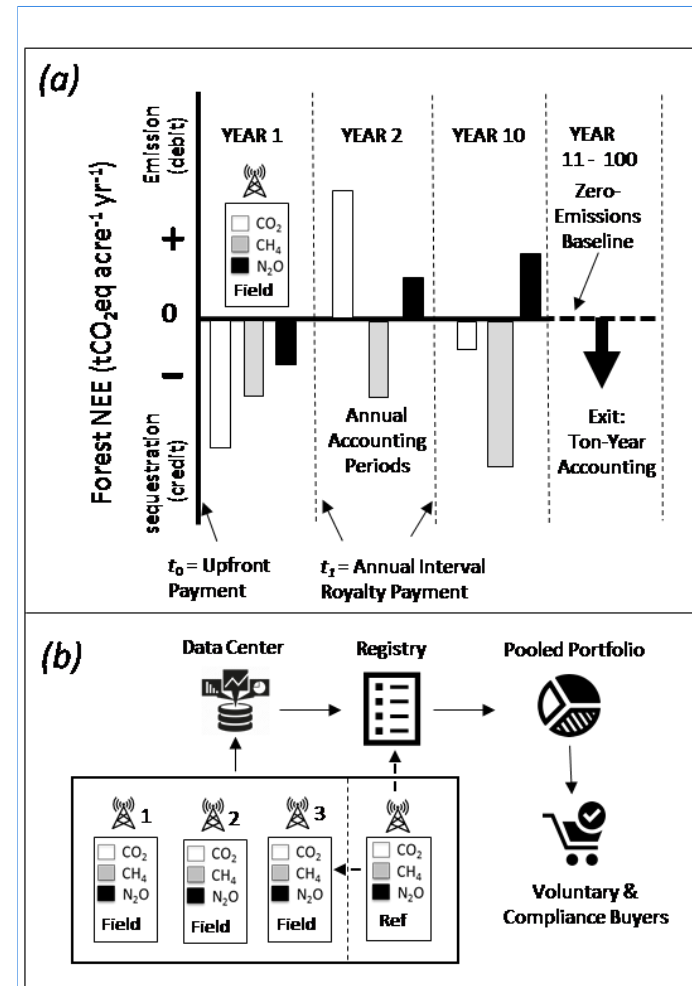 (a)
Forest NEE (tCO₂eq acre⁻¹ yr⁻¹)
Emission
(debit)
+
0
–
sequestration
(credit)
YEAR 1
YEAR 2
YEAR 10
YEAR
11 - 100
CO₂
CH₄
N₂O
Field
Zero-
Emissions
Baseline
Annual
Accounting
Periods
Exit:
Ton-Year
Accounting
t₀ = Upfront
Payment
t₁ = Annual Interval
Royalty Payment
(b)
Data Center
Registry
Pooled Portfolio
1
CO₂
CH₄
N₂O
Field
2
CO₂
CH₄
N₂O
Field
3
CO₂
CH₄
N₂O
Field
CO₂
CH₄
N₂O
Ref
Voluntary &
Compliance Buyers